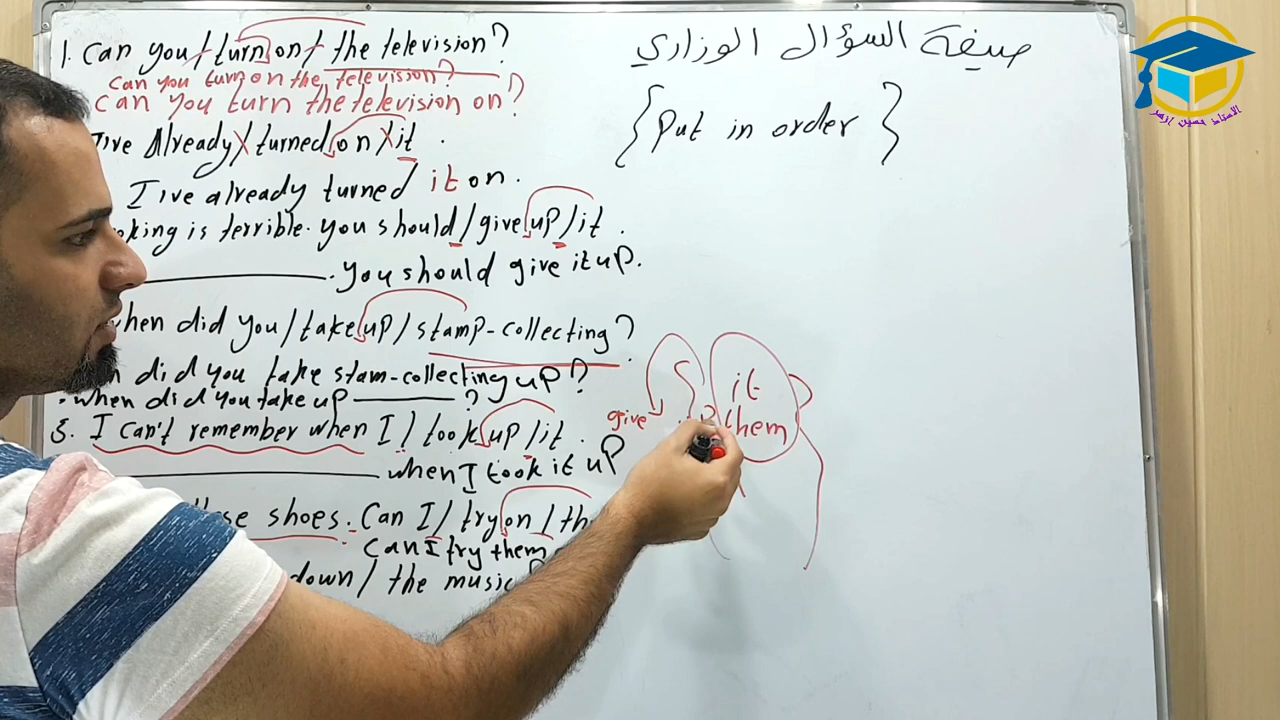 صيغة السؤال الوزاري
{Put in order}
1. Can you / turn on / the television?
Can you turn on the television?
Can you turn the television on?
I've Already / turned on / it.
I've already turned it on.
is terrible. you should / give up / it.
you should give it up.
when did you / take up / stamp-collecting?
did you take stam-collecting up?
when did you take up ?
5. I can't remember when I / took up / it.
when I took it up
shoes. Can I / try on /
Can I try them
down / the music
give
it
them
الأستاذ حسين ازهر